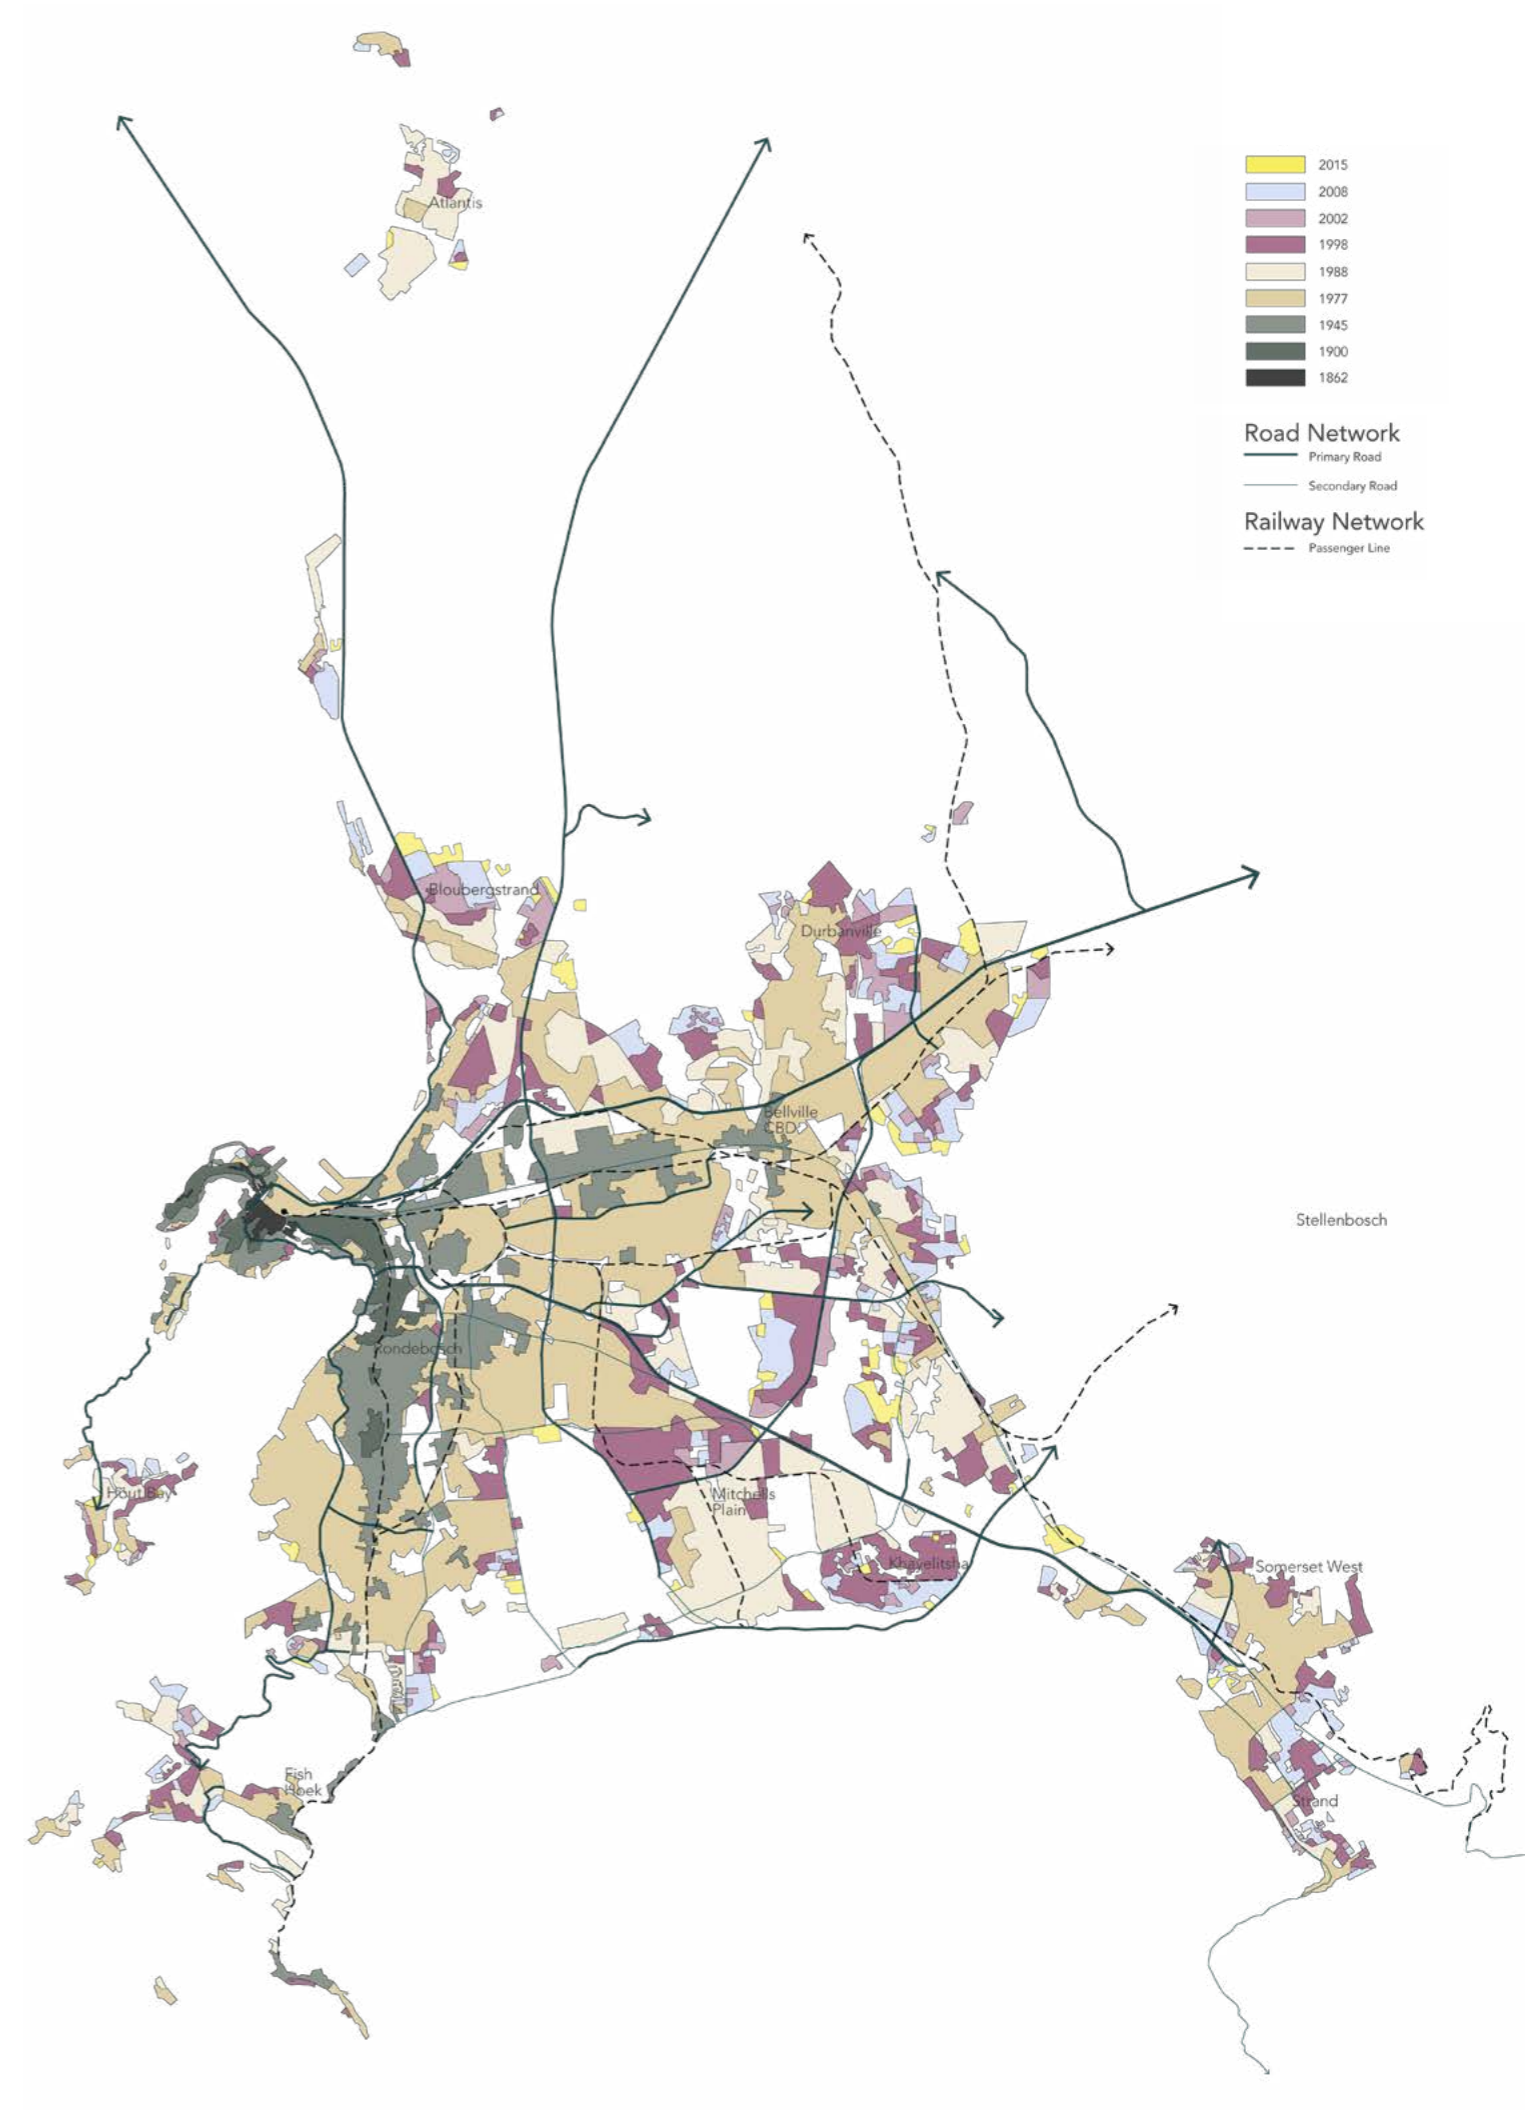 2015
2008
2002
1998
1988
1977
1945
1900
1862
Road Network
Primary Road
Secondary Road
Railway Network
Passenger Line
Atlantis
Bloubergstrand
Durbanville
Bellville
CBD
Stellenbosch
Rondebosch
Hout Bay
Mitchells
Plain
Khayelitsha
Somerset West
Fish
Hoek
Strand